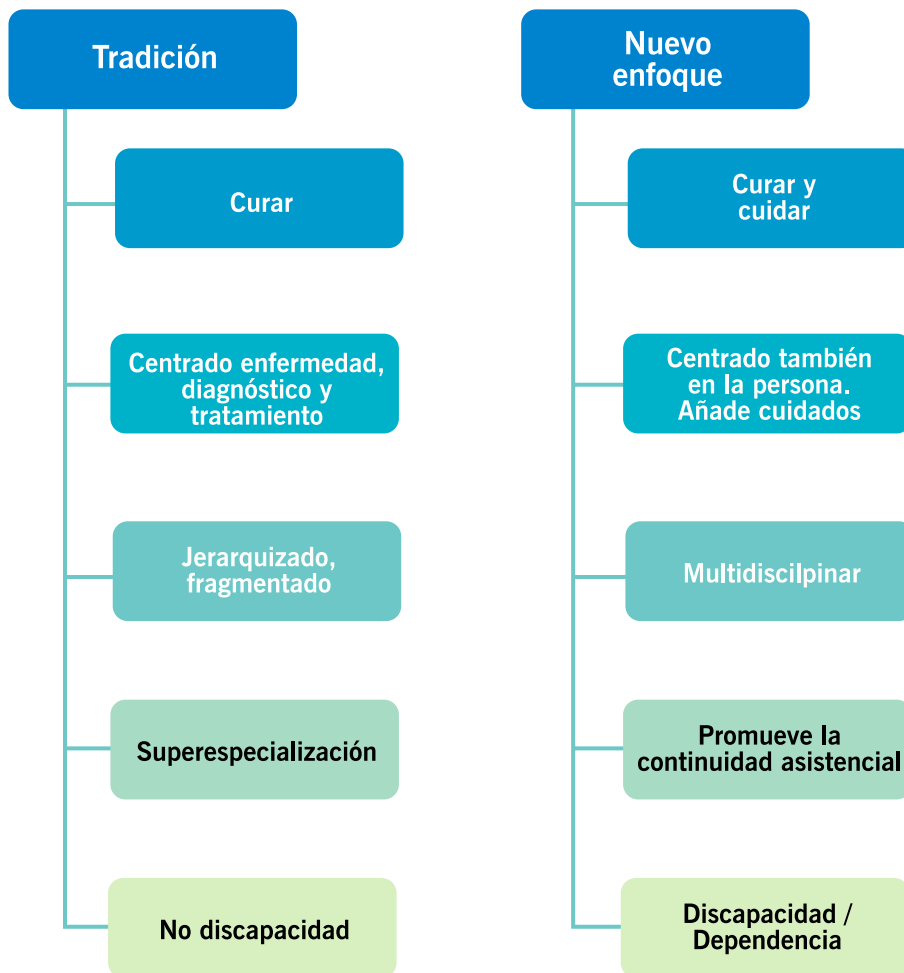 Tradición
Curar
Centrado enfermedad,
diagnóstico y
tratamiento
Jerarquizado,
fragmentado
Superespecialización
No discapacidad
Nuevo
enfoque
Curar y
cuidar
Centrado también
en la persona.
Añade cuidados
Multidiscilpinar
Promueve la
continuidad asistencial
Discapacidad /
Dependencia